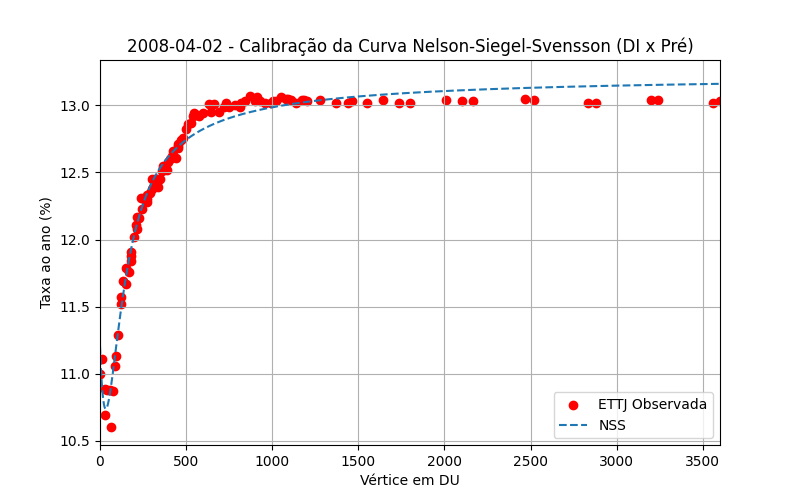 2008-04-02 - Calibração da Curva Nelson-Siegel-Svensson (DI x Pré)
Taxa ao ano (%)
13.0
12.5
12.0
11.5
11.0
10.5
ETTJ Observada
NSS
0 500 1000 1500 2000 2500 3000 3500
Vértice em DU